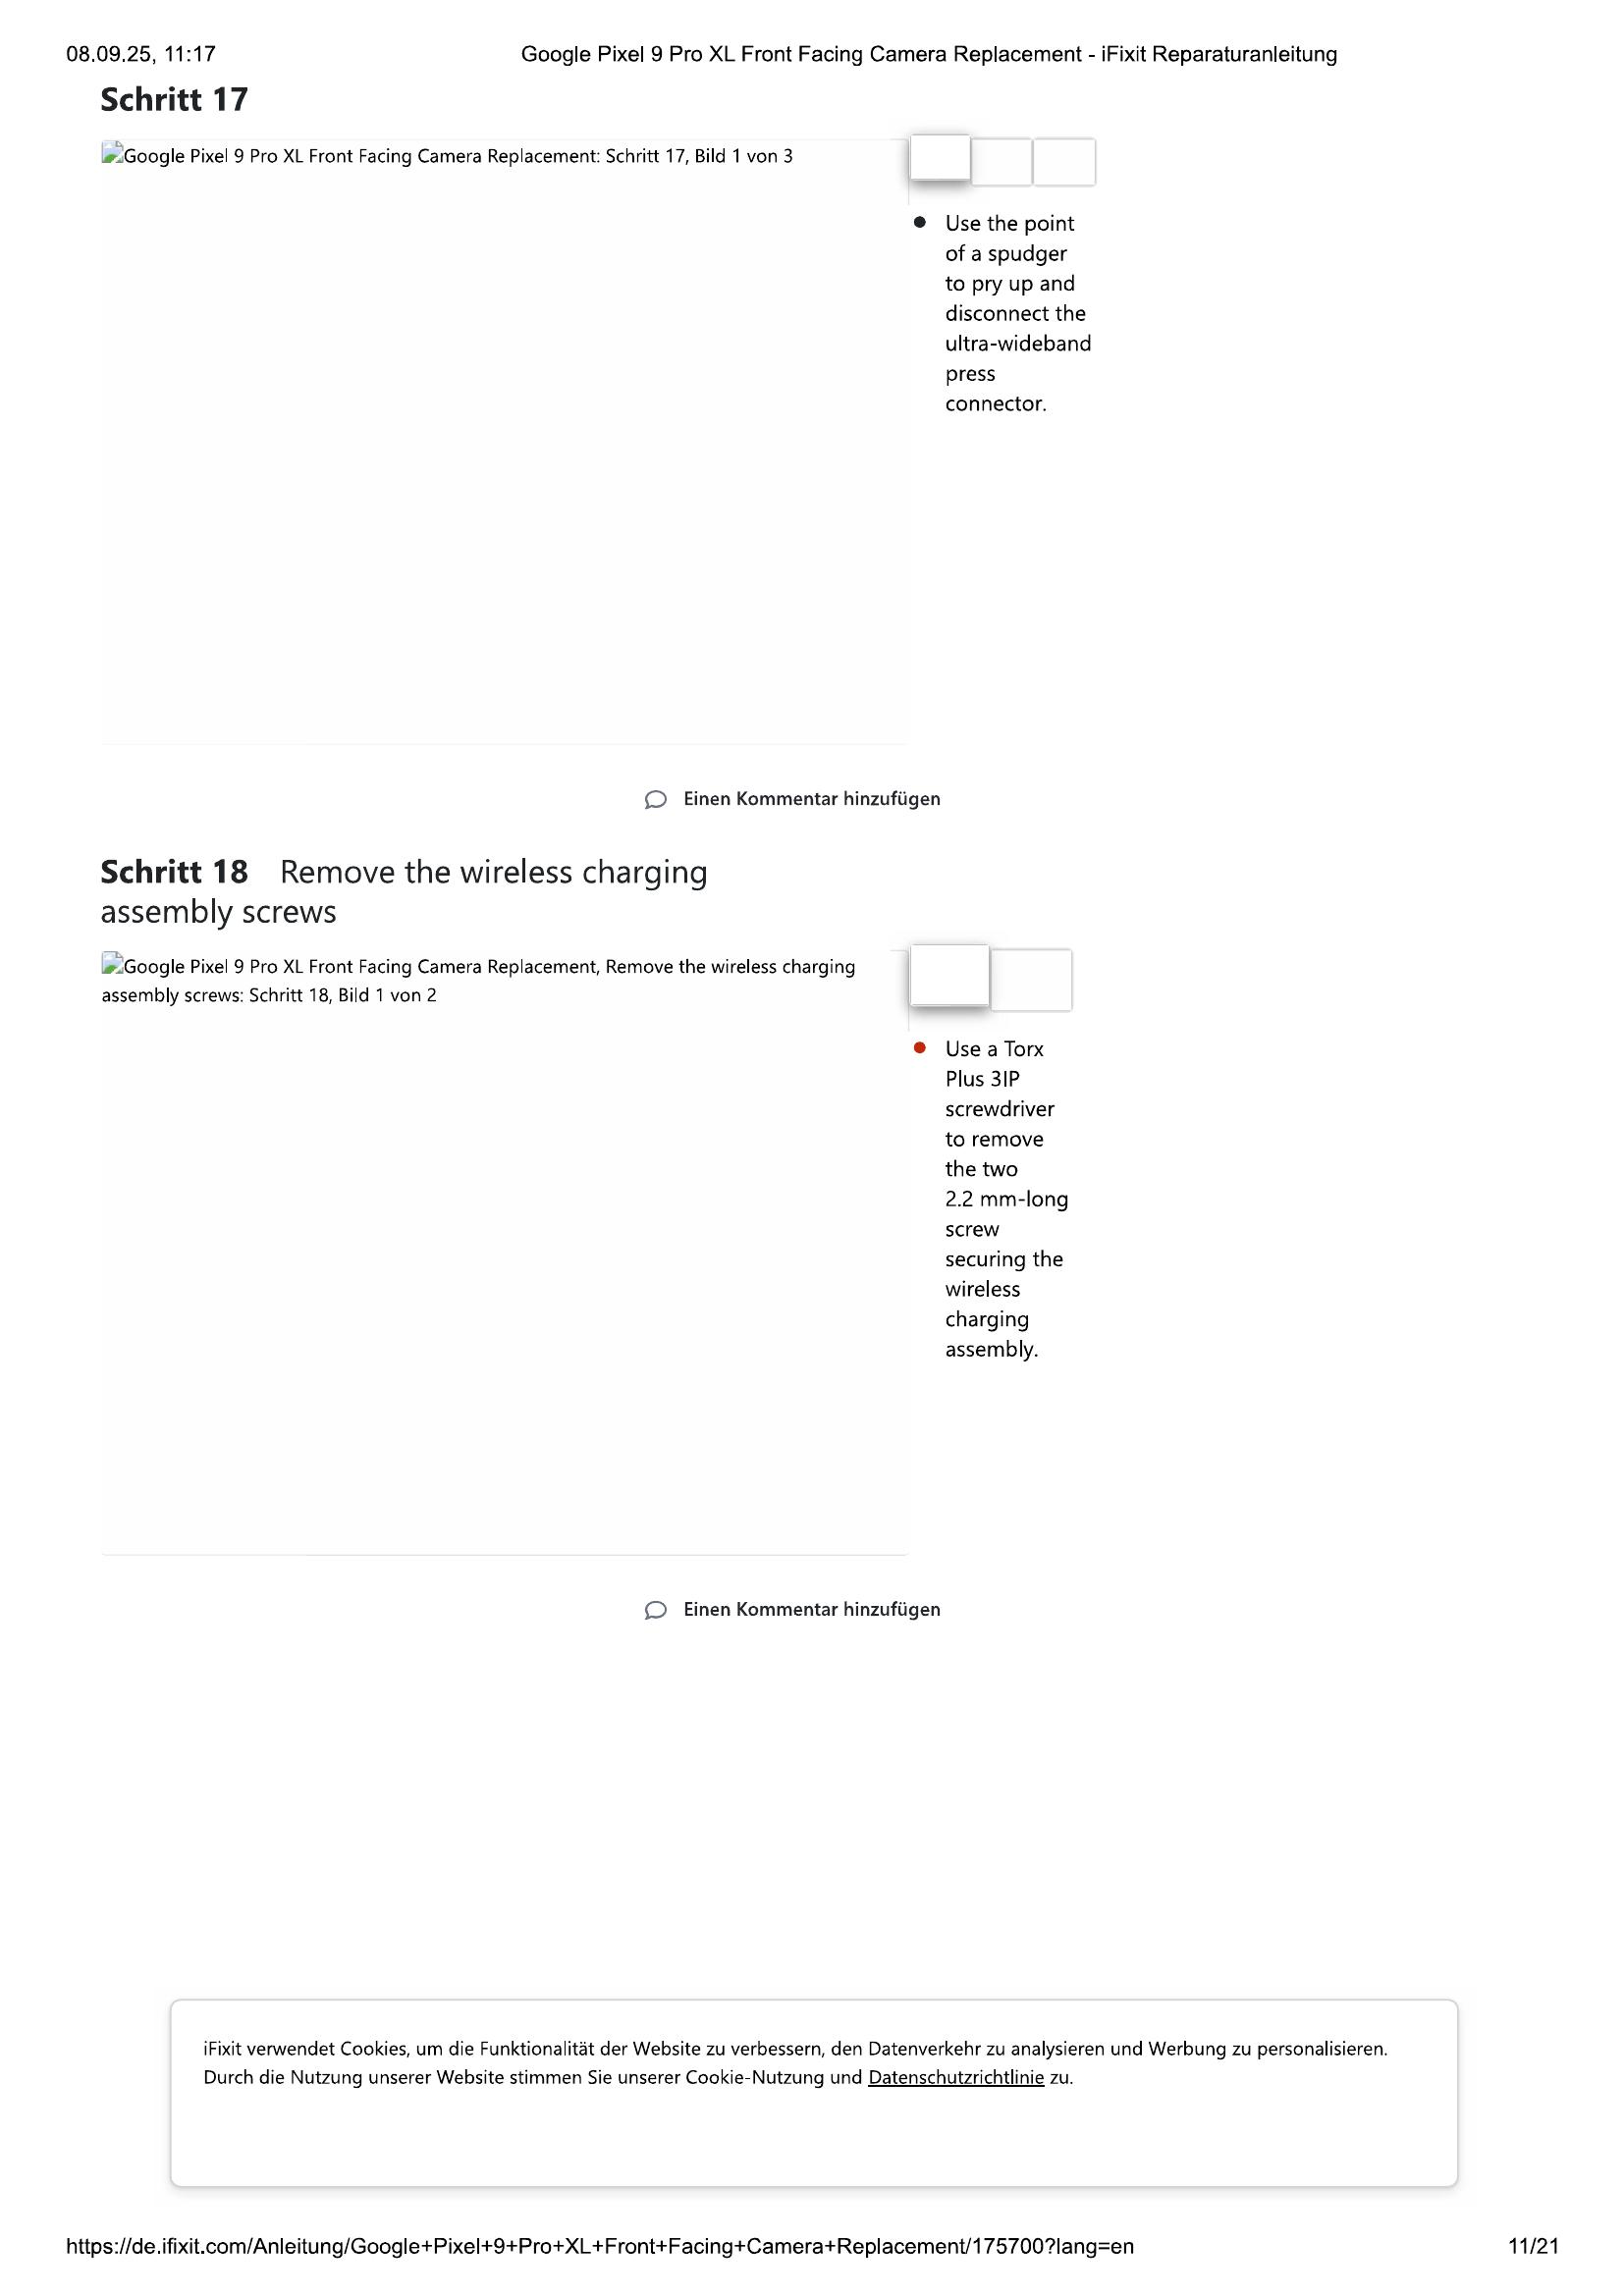 08.09.25, 11:17
Google Pixel 9 Pro XL Front Facing Camera Replacement - iFixit Reparaturanleitung
Schritt 17
Google Pixel 9 Pro XL Front Facing Camera Replacement: Schritt 17, Bild 1 von 3
Use the point
of a spudger
to pry up and
disconnect the
ultra-wideband
press
connector.
Einen Kommentar hinzufügen
Schritt 18 Remove the wireless charging
assembly screws
Google Pixel 9 Pro XL Front Facing Camera Replacement, Remove the wireless charging
assembly screws: Schritt 18, Bild 1 von 2
Use a Torx
Plus 3IP
screwdriver
to remove
the two
2.2 mm-long
screw
securing the
wireless
charging
assembly.
Einen Kommentar hinzufügen
iFixit verwendet Cookies, um die Funktionalität der Website zu verbessern, den Datenverkehr zu analysieren und Werbung zu personalisieren.
Durch die Nutzung unserer Website stimmen Sie unserer Cookie-Nutzung und Datenschutzrichtlinie zu.
https://de.ifixit.com/Anleitung/Google+Pixel+9+Pro+XL+Front+Facing+Camera+Replacement/175700?lang=en
11/21